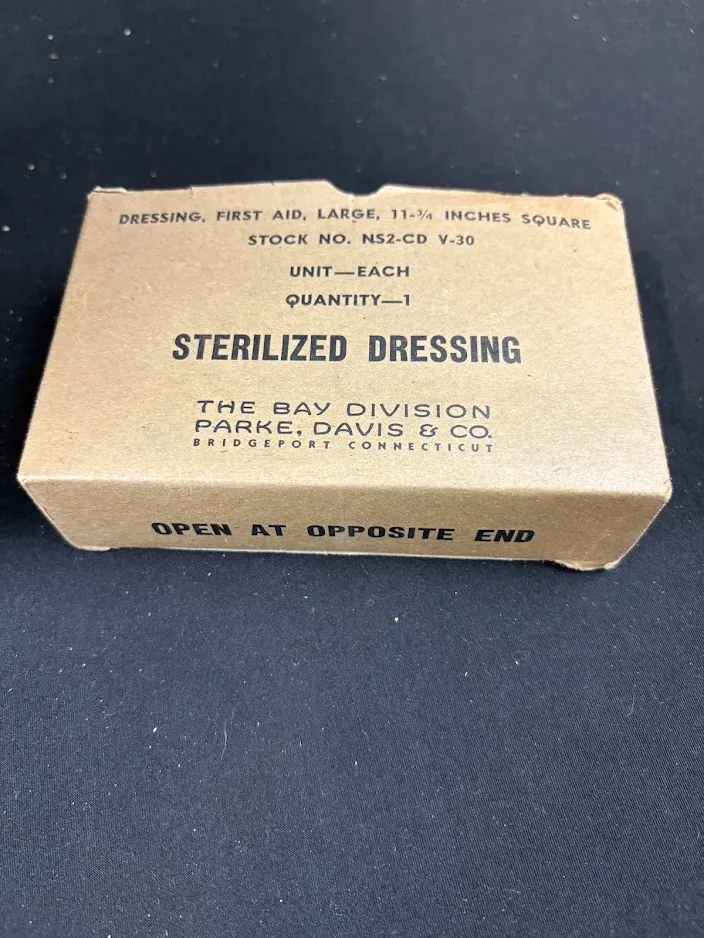 DRESSING, FIRST AID, LARGE, 11-3/4 INCHES SQUARE
STOCK NO. NS2-CD V-30
UNIT—EACH
QUANTITY—1
STERILIZED DRESSING
THE BAY DIVISION
PARKE, DAVIS & CO.
BRIDGEPORT CONNECTICUT
OPEN AT OPPOSITE END